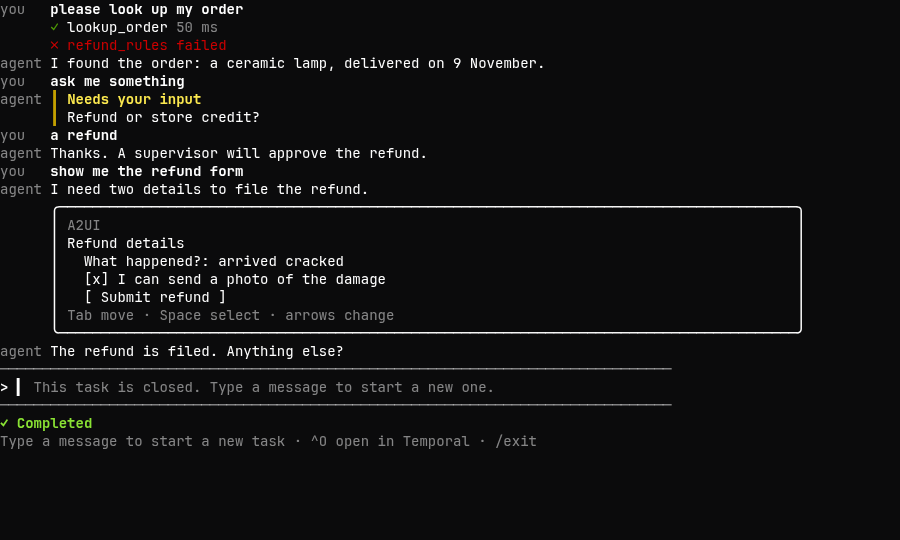 you please look up my order
✓ lookup_order 50 ms
✕ refund_rules failed
agent I found the order: a ceramic lamp, delivered on 9 November.
you ask me something
agent Needs your input
Refund or store credit?
you a refund
agent Thanks. A supervisor will approve the refund.
you show me the refund form
agent I need two details to file the refund.
A2UI
Refund details
What happened?: arrived cracked
[x] I can send a photo of the damage
[ Submit refund ]
Tab move · Space select · arrows change
agent The refund is filed. Anything else?
> This task is closed. Type a message to start a new one.
✓ Completed
Type a message to start a new task · ^O open in Temporal · /exit